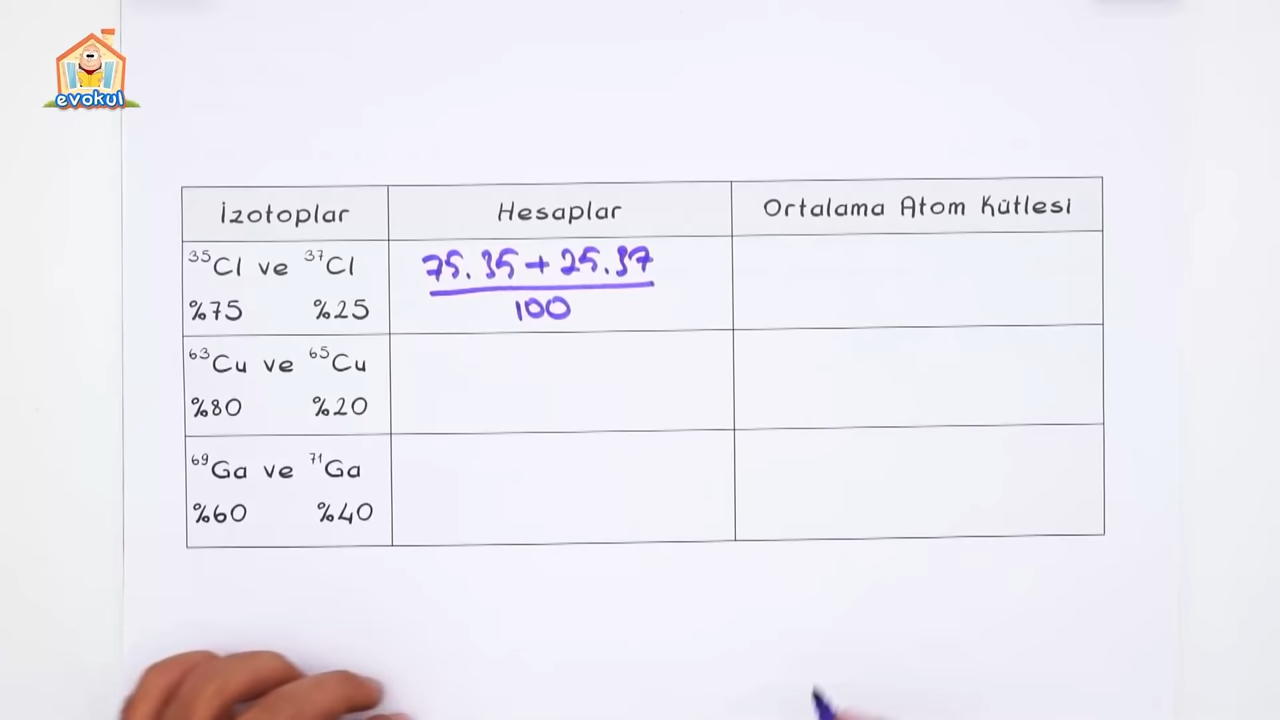 evokul
İzotoplar Hesaplar Ortalama Atom Kütlesi
³⁵Cl ve ³⁷Cl
%75 %25
75.35+25.37
100
⁶³Cu ve ⁶⁵Cu
%80 %20
⁶⁹Ga ve ⁷¹Ga
%60 %40